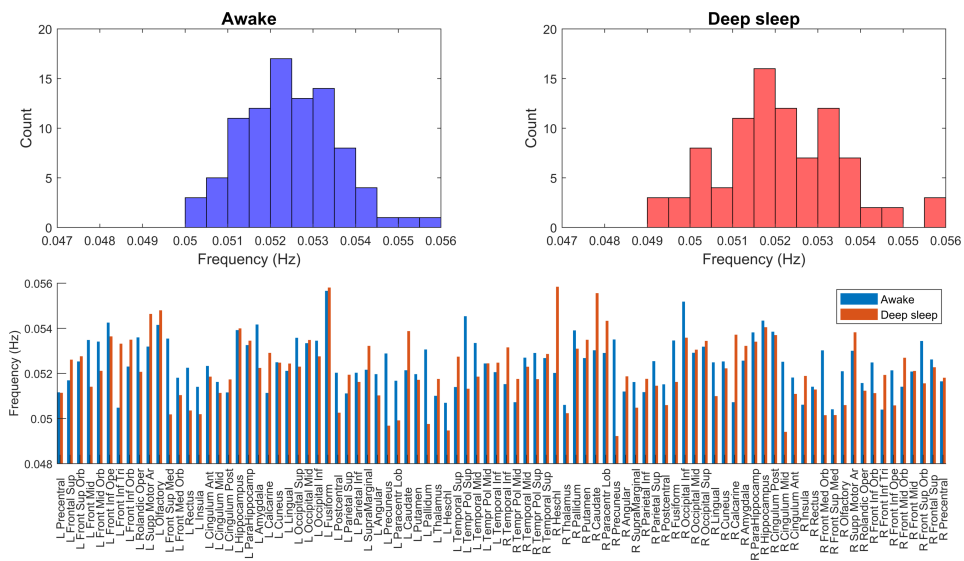 Awake
Deep sleep
20
15
10
5
0
Count
0.047 0.048 0.049 0.05 0.051 0.052 0.053 0.054 0.055 0.056
Frequency (Hz)
20
15
10
5
0
Count
0.047 0.048 0.049 0.05 0.051 0.052 0.053 0.054 0.055 0.056
Frequency (Hz)
0.056
0.054
0.052
0.05
0.048
Frequency (Hz)
Awake
Deep sleep
L Precentral
L Frontal Sup
L Front Sup Orb
L Front Mid
L Front Mid Orb
L Front Inf Ope
L Front Inf Tri
L Front Inf Orb
L Rolandic Oper
L Supp Motor Ar
L Olfactory
L Front Sup Med
L Front Med Orb
L Rectus
L Insula
L Cingulum Ant
L Cingulum Mid
L Cingulum Post
L Hippocampus
L ParaHippocamp
L Amygdala
L Calcarine
L Cuneus
L Lingual
L Occipital Sup
L Occipital Mid
L Occipital Inf
L Fusiform
L Postcentral
L Parietal Sup
L Parietal Inf
L SupraMarginal
L Angular
L Precuneus
L Paracentr Lob
L Caudate
L Putamen
L Pallidum
L Thalamus
L Heschl
L Temporal Sup
L Tempr Pol Sup
L Temporal Mid
L Tempr Pol Mid
L Temporal Inf
R Temporal Inf
R Tempr Pol Mid
R Temporal Mid
R Tempr Pol Sup
R Temporal Sup
R Heschl
R Thalamus
R Pallidum
R Putamen
R Caudate
R Paracentr Lob
R Precuneus
R Angular
R SupraMarginal
R Parietal Inf
R Parietal Sup
R Postcentral
R Fusiform
R Occipital Inf
R Occipital Mid
R Occipital Sup
R Lingual
R Cuneus
R Calcarine
R Amygdala
R ParaHippocamp
R Hippocampus
R Cingulum Post
R Cingulum Mid
R Cingulum Ant
R Insula
R Rectus
R Front Med Orb
R Front Sup Med
R Olfactory
R Supp Motor Ar
R Rolandic Oper
R Front Inf Orb
R Front Inf Tri
R Front Inf Ope
R Front Mid Orb
R Front Mid
R Front Sup Orb
R Frontal Sup
R Precentral